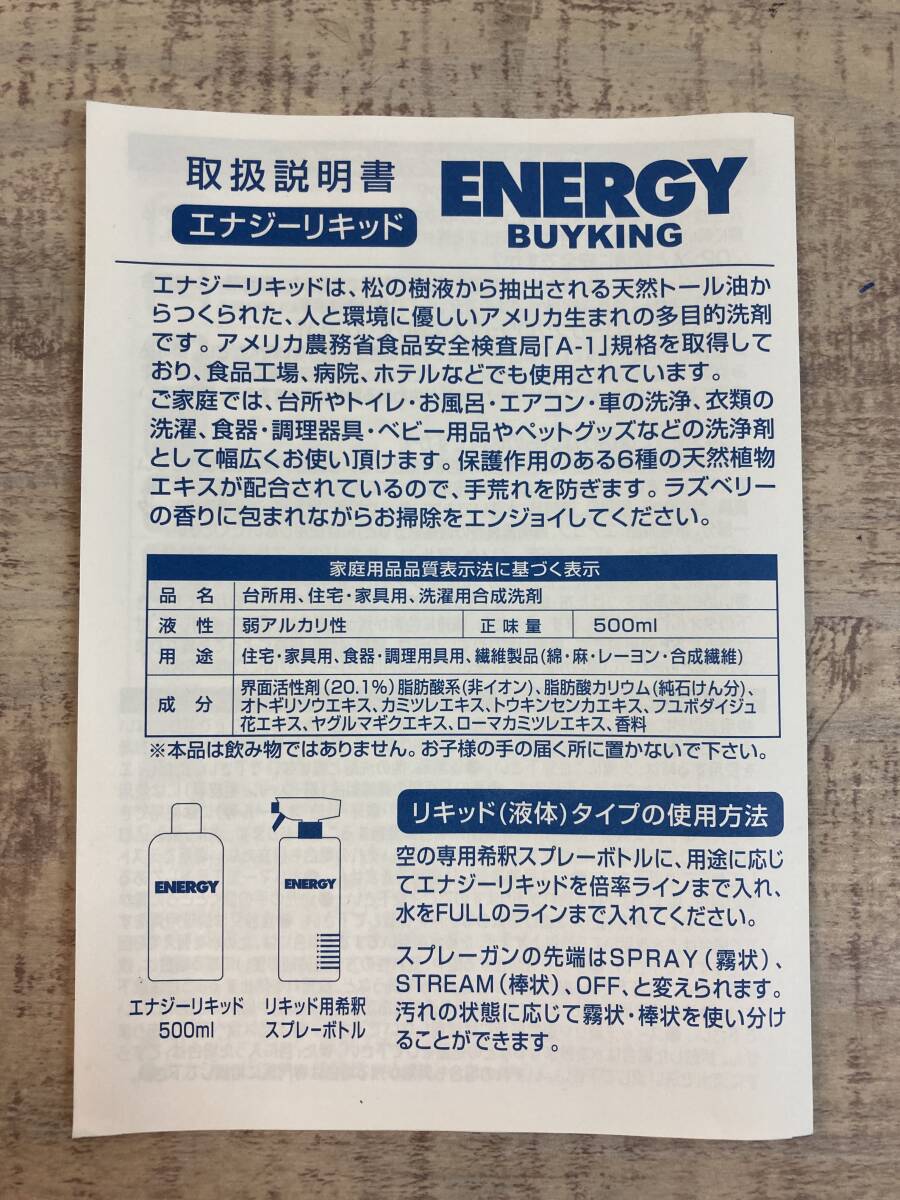 取扱説明書
エナジーリキッド
ENERGY
BUYKING
エナジーリキッドは、松の樹液から抽出される天然トール油か
らつくられた、人と環境に優しいアメリカ生まれの多目的洗剤
です。アメリカ農務省食品安全検査局「A-1」規格を取得して
おり、食品工場、病院、ホテルなどでも使用されています。
ご家庭では、台所やトイレ・お風呂・エアコン・車の洗浄、衣類の
洗濯、食器・調理器具・ベビー用品やペットグッズなどの洗浄剤
として幅広くお使い頂けます。保護作用のある6種の天然植物
エキスが配合されているので、手荒れを防ぎます。ラズベリー
の香りに包まれながらお掃除をエンジョイしてください。
家庭用品品質表示法に基づく表示
品 名 台所用、住宅・家具用、洗濯用合成洗剤
液 性 弱アルカリ性 正味量 500ml
用 途 住宅・家具用、食器・調理用具用、繊維製品(綿・麻・レーヨン・合成繊維)
成 分 界面活性剤(20.1%)脂肪酸系(非イオン)、脂肪酸カリウム(純石けん分)、
オトギリソウエキス、カミツレエキス、トウキンセンカエキス、フユボダイジュ
花エキス、ヤグルマギクエキス、ローマカミツレエキス、香料
※本品は飲み物ではありません。お子様の手の届く所に置かないで下さい。
ENERGY
ENERGY
エナジーリキッド
500ml
リキッド用希釈
スプレーボトル
リキッド(液体)タイプの使用方法
空の専用希釈スプレーボトルに、用途に応じ
てエナジーリキッドを倍率ラインまで入れ、
水をFULLのラインまで入れてください。
スプレーガンの先端はSPRAY(霧状)、
STREAM(棒状)、OFF、と変えられます。
汚れの状態に応じて霧状・棒状を使い分け
ることができます。